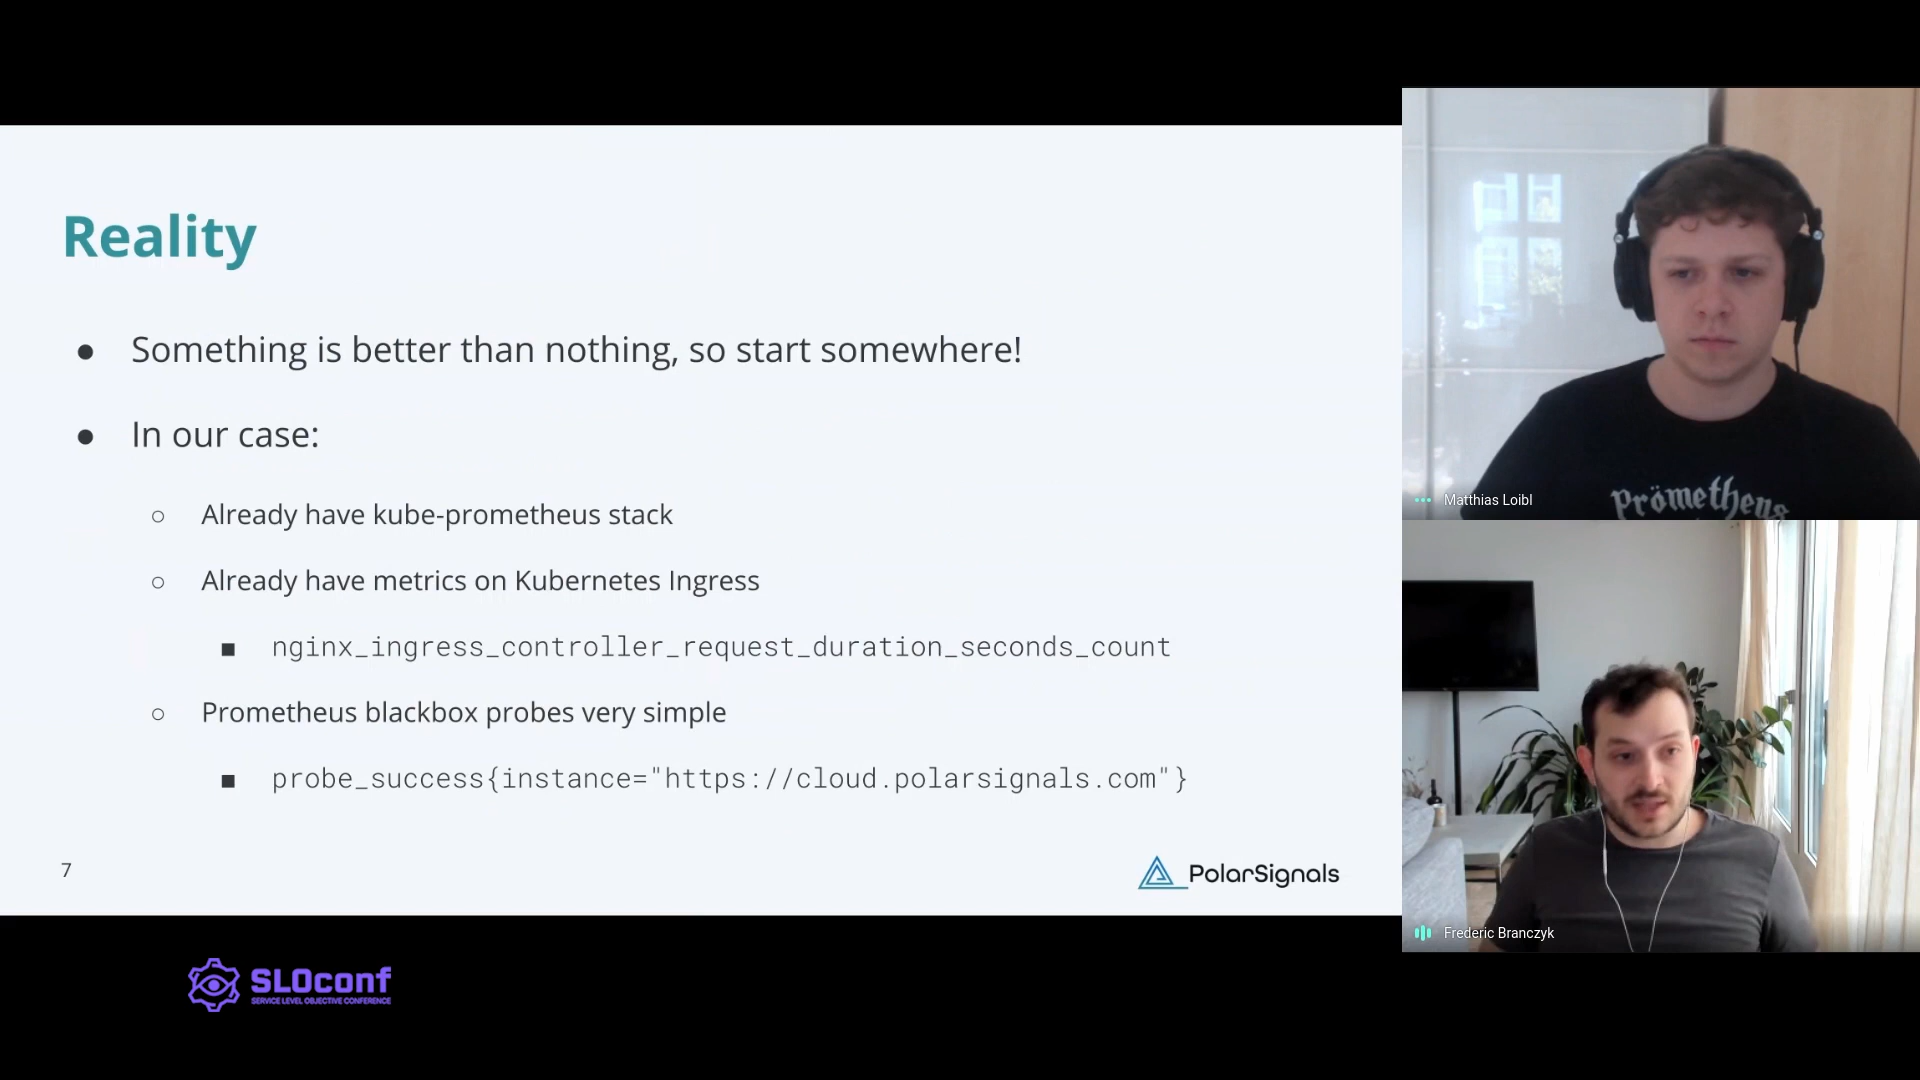 Reality
● Something is better than nothing, so start somewhere!
● In our case:
○ Already have kube-prometheus stack
○ Already have metrics on Kubernetes Ingress
■ nginx_ingress_controller_request_duration_seconds_count
○ Prometheus blackbox probes very simple
■ probe_success{instance="https://cloud.polarsignals.com"}
7
PolarSignals
Prömetheus
Matthias Loibl
Frederic Branczyk
SLOconf
SERVICE LEVEL OBJECTIVE CONFERENCE